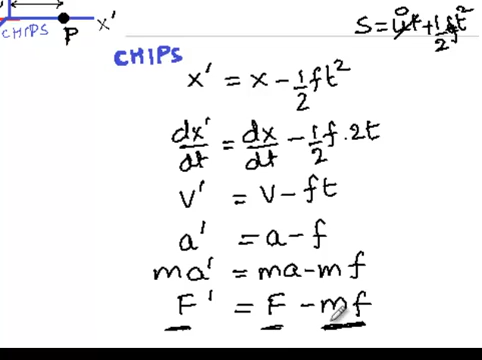 CHIPS
P
X'
S = ut + 1/2 ft²
0
CHIPS
x' = x - 1/2 ft²
dx'/dt = dx/dt - 1/2 f . 2t
v' = v - ft
a' = a - f
ma' = ma - mf
F' = F - mf